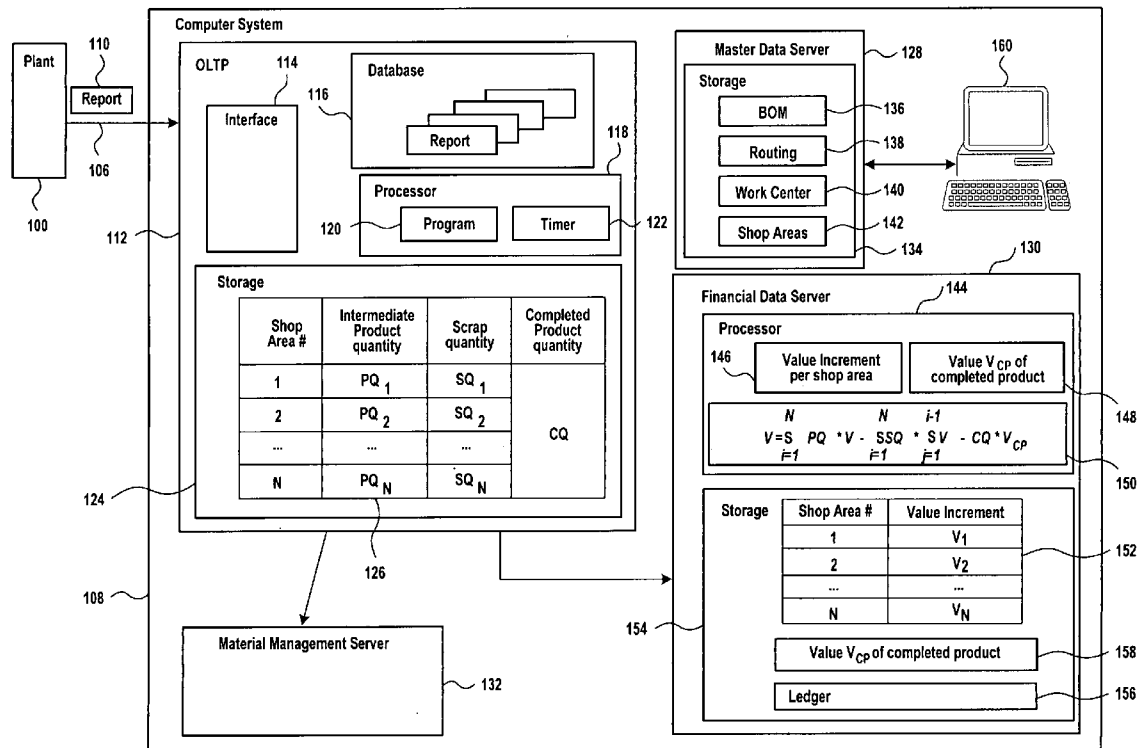 Computer System
Plant
110
Report
106
100
OLTP
114
Interface
112
Database
116
Report
118
Processor
120
Program
Timer
122
Storage
Shop Area #
Intermediate Product quantity
Scrap quantity
Completed Product quantity
1
PQ 1
SQ 1
CQ
2
PQ 2
SQ 2
...
...
...
N
PQ N
SQ N
124
126
108
Material Management Server
132
Master Data Server
128
Storage
BOM
136
Routing
138
Work Center
140
Shop Areas
142
134
160
130
Financial Data Server
144
Processor
146
Value Increment per shop area
Value V CP of completed product
148
N N i-1
V = S PQ * V - S SQ * S V - CQ * V CP
i=1 i=1 j=1
150
Storage
Shop Area #
Value Increment
1
V1
2
V2
...
...
N
VN
152
154
Value V CP of completed product
158
Ledger
156